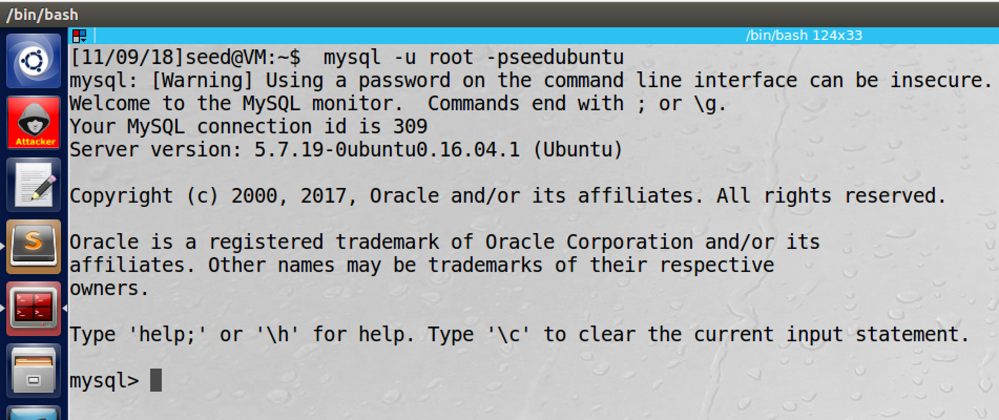 /bin/bash
/bin/bash 124x33
[11/09/18]seed@VM:~$  mysql -u root -pseedubuntu
mysql: [Warning] Using a password on the command line interface can be insecure.
Welcome to the MySQL monitor.  Commands end with ; or \g.
Your MySQL connection id is 309
Server version: 5.7.19-0ubuntu0.16.04.1 (Ubuntu)
Copyright (c) 2000, 2017, Oracle and/or its affiliates. All rights reserved.
Oracle is a registered trademark of Oracle Corporation and/or its
affiliates. Other names may be trademarks of their respective
owners.
Type 'help;' or '\h' for help. Type '\c' to clear the current input statement.
mysql>
Attacker
S